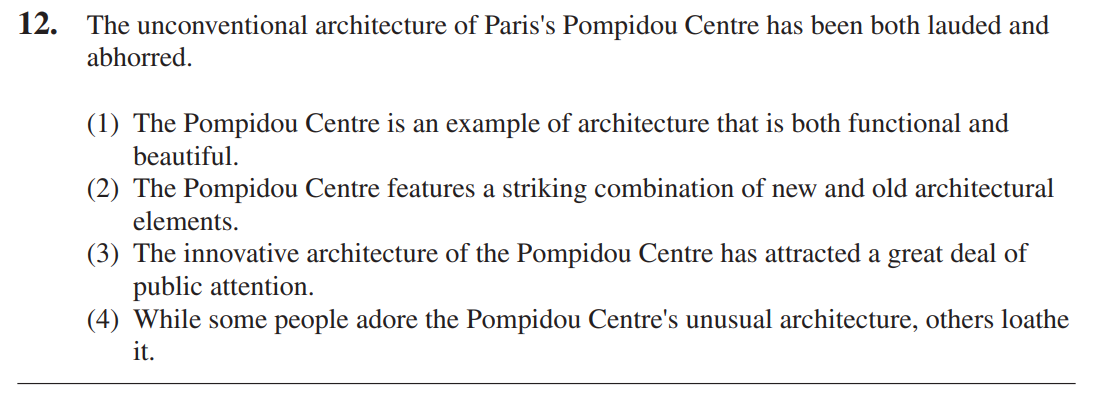 12. The unconventional architecture of Paris's Pompidou Centre has been both lauded and
abhorred.
(1) The Pompidou Centre is an example of architecture that is both functional and
beautiful.
(2) The Pompidou Centre features a striking combination of new and old architectural
elements.
(3) The innovative architecture of the Pompidou Centre has attracted a great deal of
public attention.
(4) While some people adore the Pompidou Centre's unusual architecture, others loathe
it.